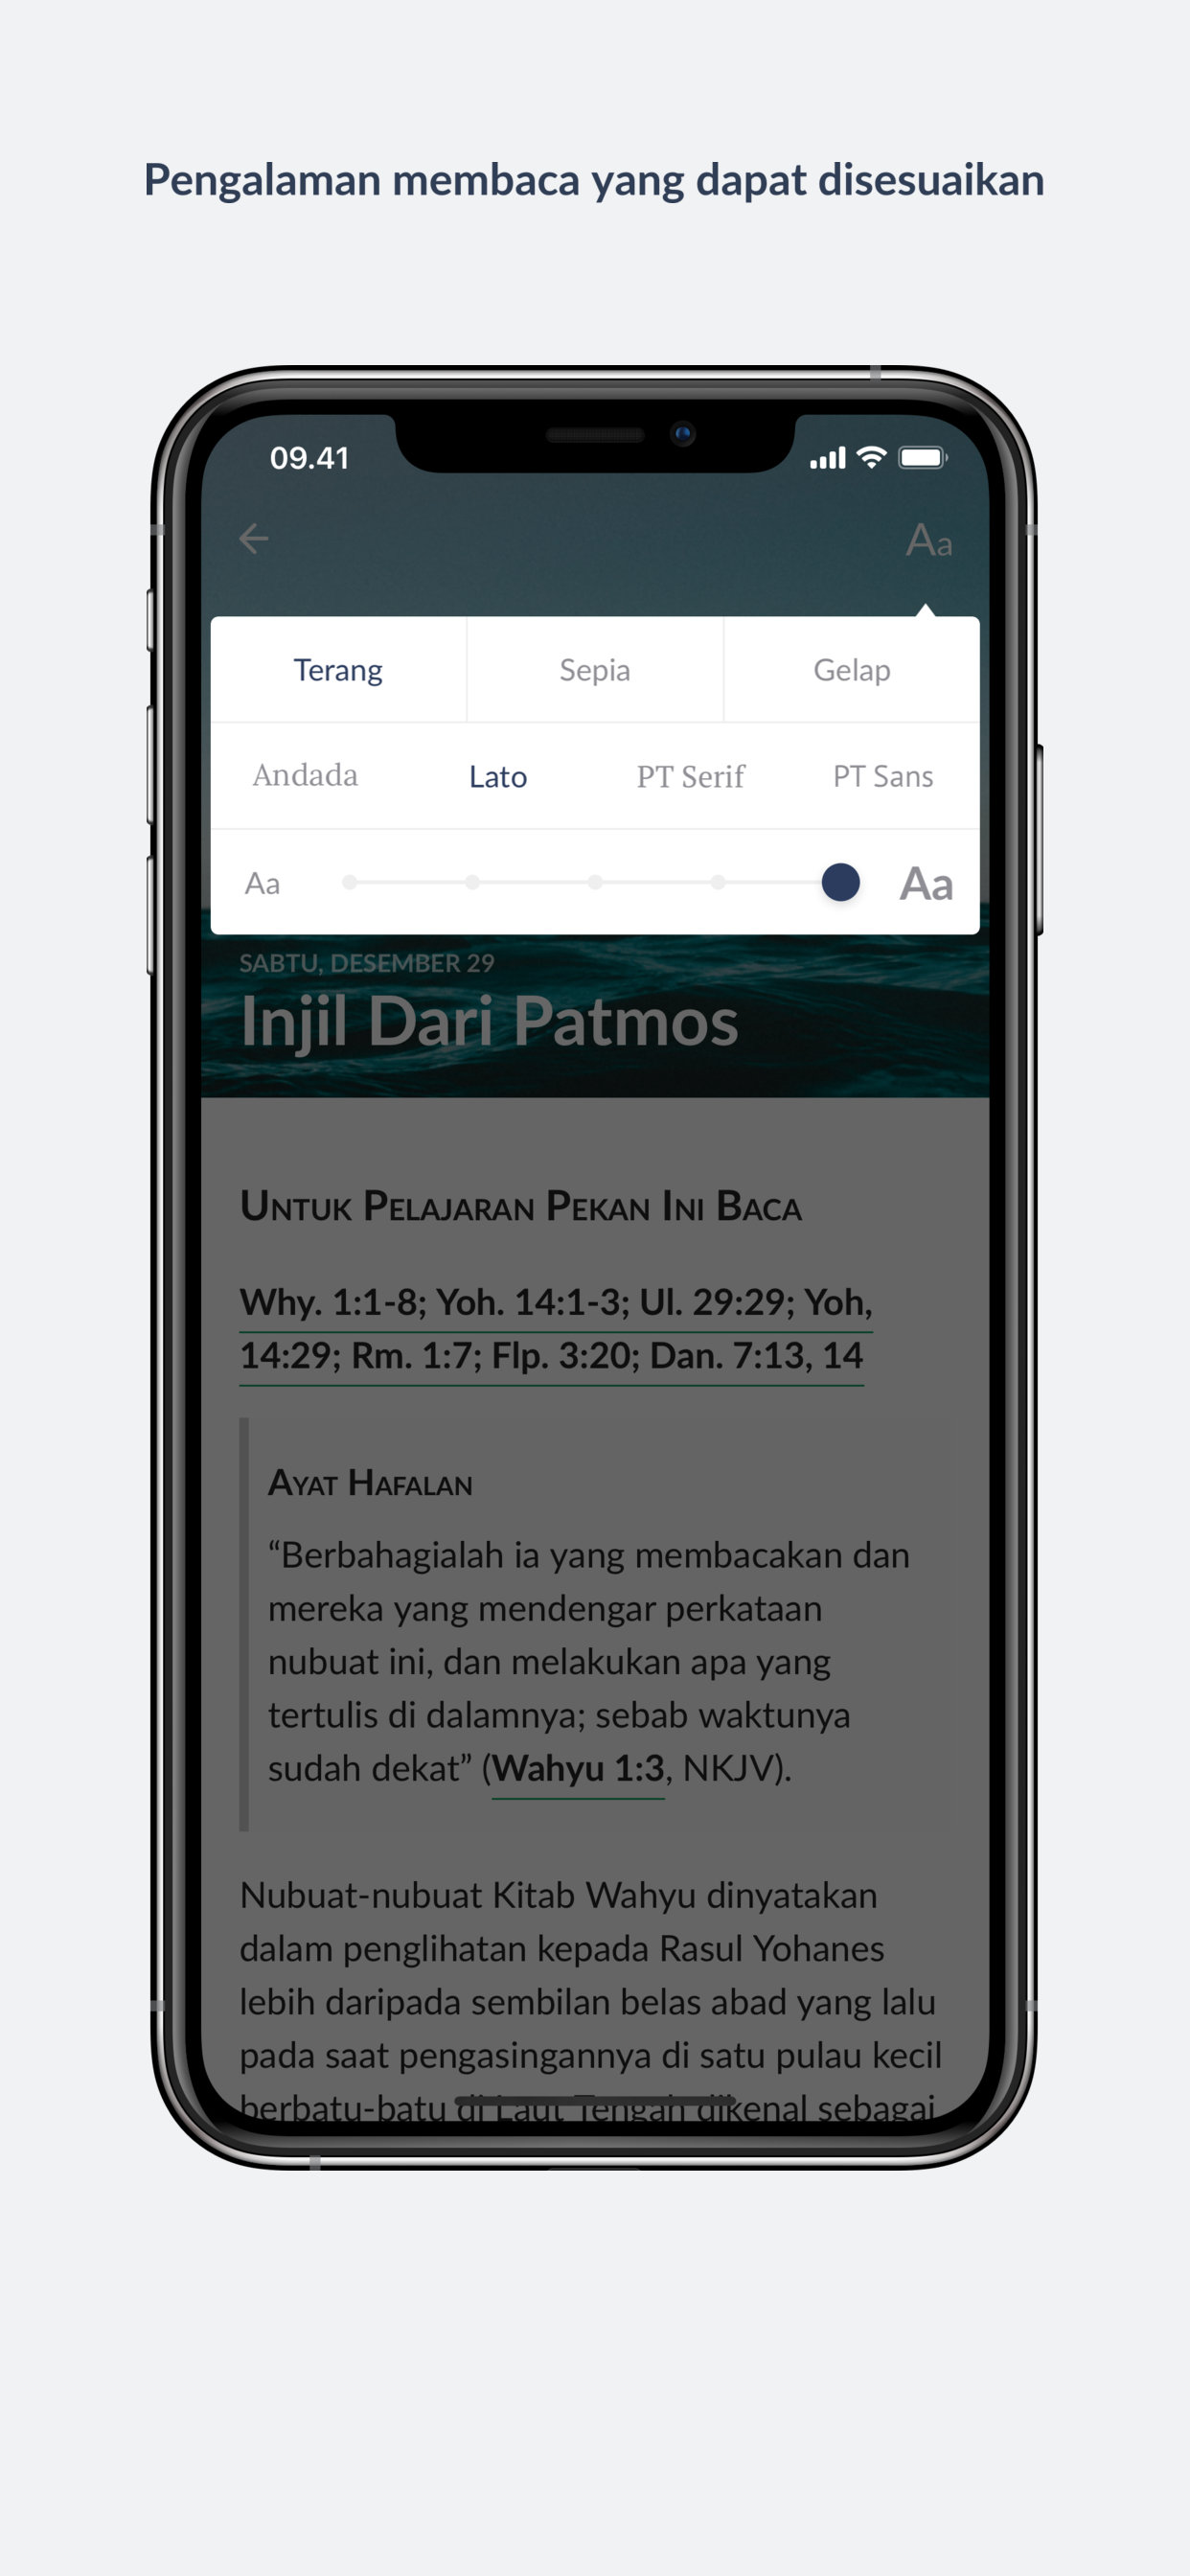 Pengalaman membaca yang dapat disesuaikan
09.41
Aa
Terang Sepia Gelap
Andada Lato PT Serif PT Sans
Aa Aa
SABTU, DESEMBER 29
Injil Dari Patmos
Untuk Pelajaran Pekan Ini Baca
Why. 1:1-8; Yoh. 14:1-3; Ul. 29:29; Yoh,
14:29; Rm. 1:7; Flp. 3:20; Dan. 7:13, 14
Ayat Hafalan
“Berbahagialah ia yang membacakan dan
mereka yang mendengar perkataan
nubuat ini, dan melakukan apa yang
tertulis di dalamnya; sebab waktunya
sudah dekat” (Wahyu 1:3, NKJV).
Nubuat-nubuat Kitab Wahyu dinyatakan
dalam penglihatan kepada Rasul Yohanes
lebih daripada sembilan belas abad yang lalu
pada saat pengasingannya di satu pulau kecil
berbatu-batu di Laut Tengah dikenal sebagai